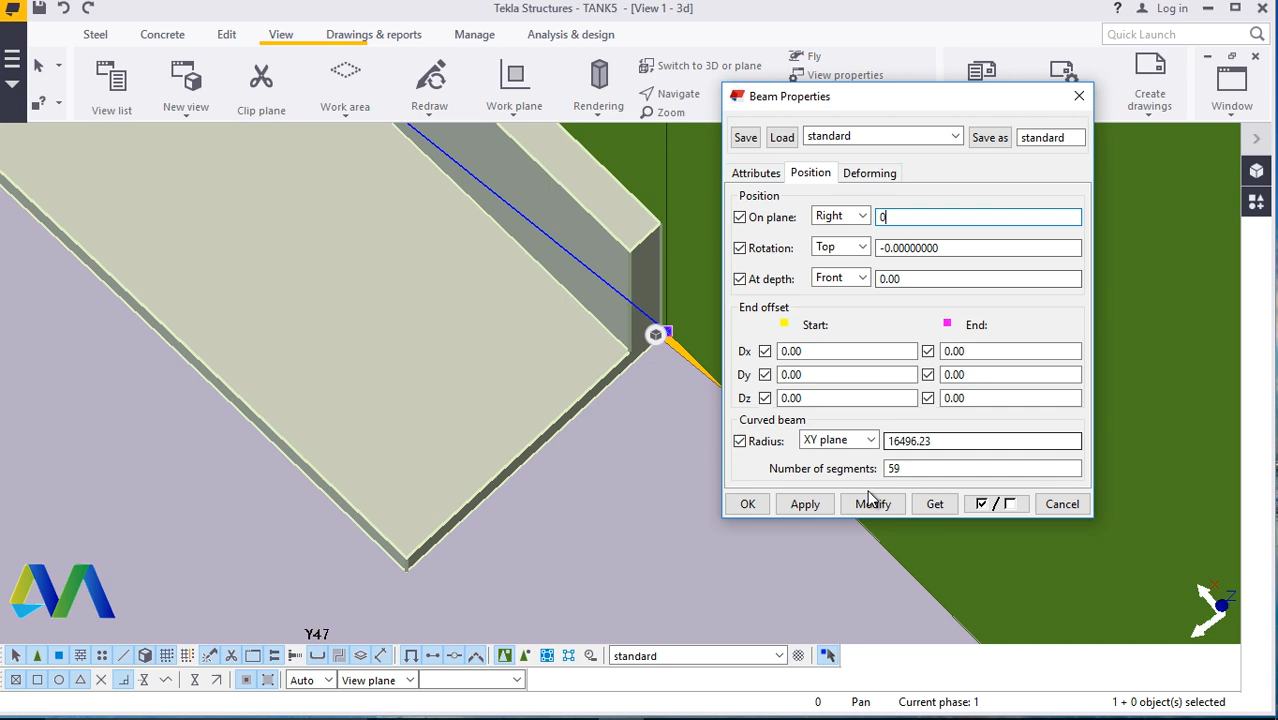 Tekla Structures - TANK5 - [View 1 - 3d]
? Log in
Steel Concrete Edit View Drawings & reports Manage Analysis & design
Quick Launch
View list
New view
Clip plane
Work area
Redraw
Work plane
Rendering
Switch to 3D or plane
Navigate
Zoom
Fly
View properties
Create
drawings
Window
Beam Properties
Save Load standard Save as standard
Attributes Position Deforming
Position
On plane: Right 0
Rotation: Top -0.00000000
At depth: Front 0.00
End offset
Start: End:
Dx 0.00 0.00
Dy 0.00 0.00
Dz 0.00 0.00
Curved beam
Radius: XY plane 16496.23
Number of segments: 59
OK Apply Modify Get / Cancel
X
Z
Y47
standard
Auto View plane
0 Pan Current phase: 1 1 + 0 object(s) selected